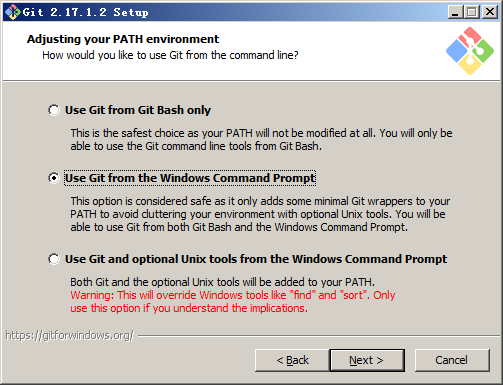 Git 2.17.1.2 Setup
Adjusting your PATH environment
How would you like to use Git from the command line?
Use Git from Git Bash only
This is the safest choice as your PATH will not be modified at all. You will only be
able to use the Git command line tools from Git Bash.
Use Git from the Windows Command Prompt
This option is considered safe as it only adds some minimal Git wrappers to your
PATH to avoid cluttering your environment with optional Unix tools. You will be
able to use Git from both Git Bash and the Windows Command Prompt.
Use Git and optional Unix tools from the Windows Command Prompt
Both Git and the optional Unix tools will be added to your PATH.
Warning: This will override Windows tools like "find" and "sort". Only
use this option if you understand the implications.
https://gitforwindows.org/
< Back
Next >
Cancel